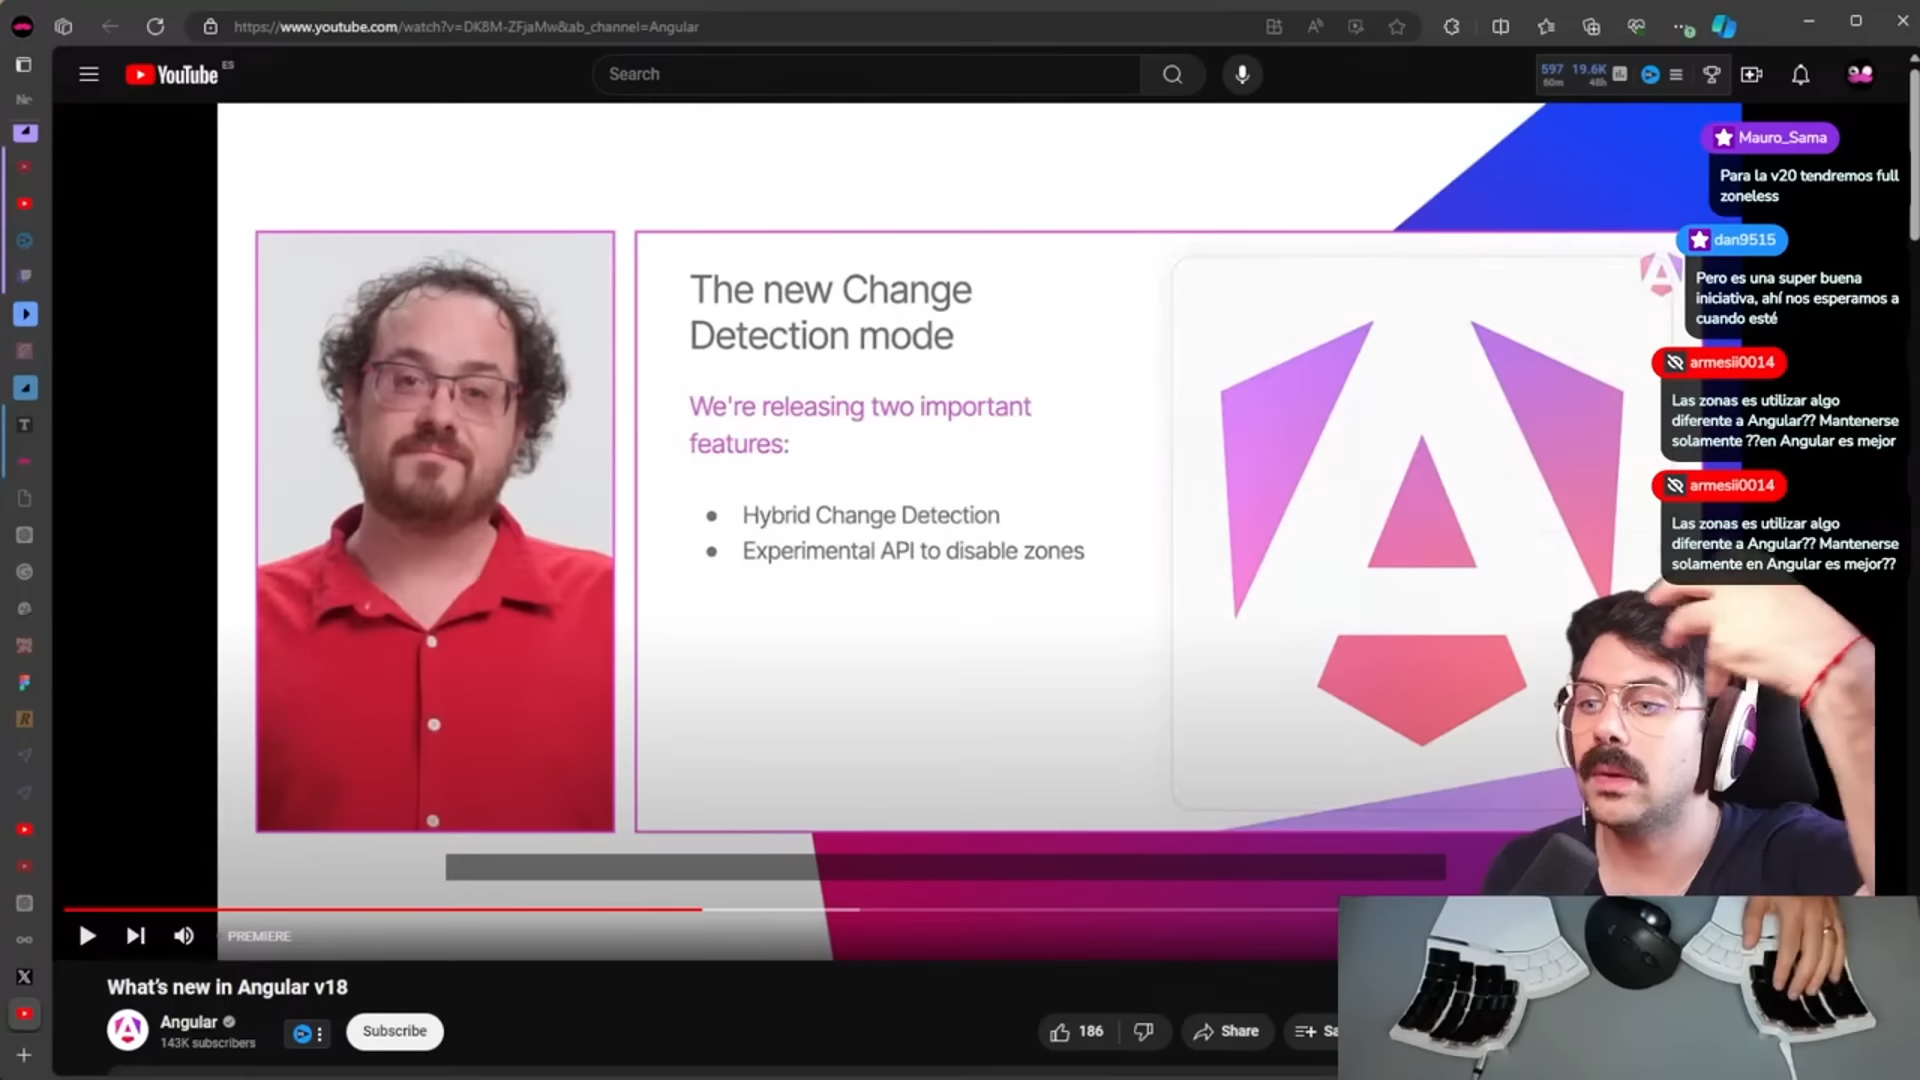 https://www.youtube.com/watch?v=DK8M-ZFjaMw&ab_channel=Angular
YouTube ES
Search
597 19.6K
60m 48h
Mauro_Sama
Para la v20 tendremos full
zoneless
dan9515
Pero es una super buena
iniciativa, ahí nos esperamos a
cuando esté
armesii0014
Las zonas es utilizar algo
diferente a Angular?? Mantenerse
solamente ??en Angular es mejor
armesii0014
Las zonas es utilizar algo
diferente a Angular?? Mantenerse
solamente en Angular es mejor??
The new Change
Detection mode
We're releasing two important
features:
● Hybrid Change Detection
● Experimental API to disable zones
PREMIERE
What's new in Angular v18
Angular
143K subscribers
Subscribe
186
Share
Sa